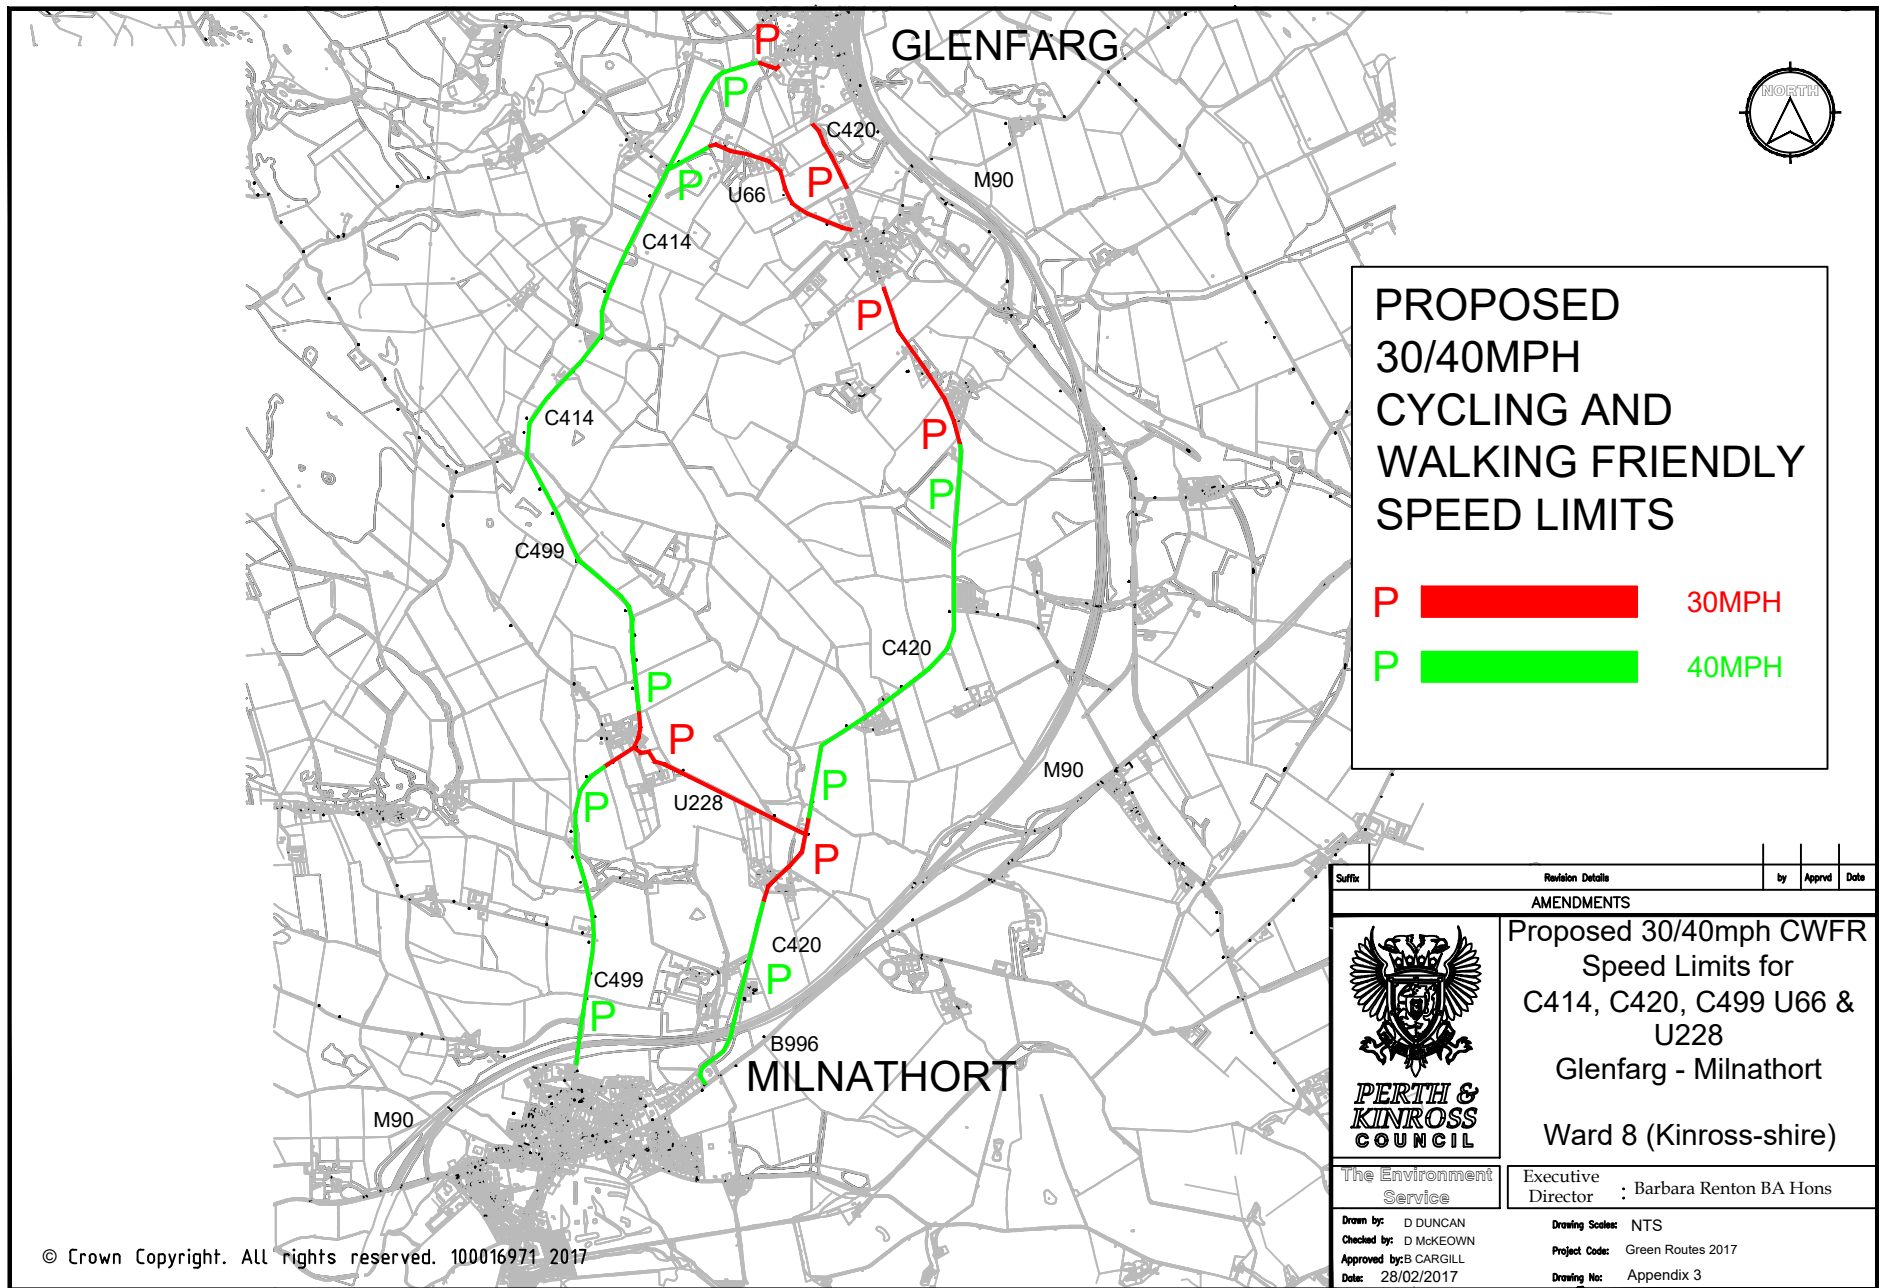 GLENFARG
P
P
C420
NORTH
M90
P
P
U66
C414
P
PROPOSED
30/40MPH
CYCLING AND
WALKING FRIENDLY
SPEED LIMITS
P 30MPH
P 40MPH
C414
P
P
C499
C420
P
P
M90
P
U228
P
P
C420
P
C499
P
B996
MILNATHORT
M90
Suffix Revision Details by Apprvd Date
AMENDMENTS
Proposed 30/40mph CWFR
Speed Limits for
C414, C420, C499 U66 &
U228
Glenfarg - Milnathort
Ward 8 (Kinross-shire)
PERTH &
KINROSS
COUNCIL
The Environment
Service
Executive
Director : Barbara Renton BA Hons
Drawn by: D DUNCAN
Checked by: D McKEOWN
Approved by: B CARGILL
Date: 28/02/2017
Drawing Scales: NTS
Project Code: Green Routes 2017
Drawing No: Appendix 3
© Crown Copyright. All rights reserved. 100016971 2017